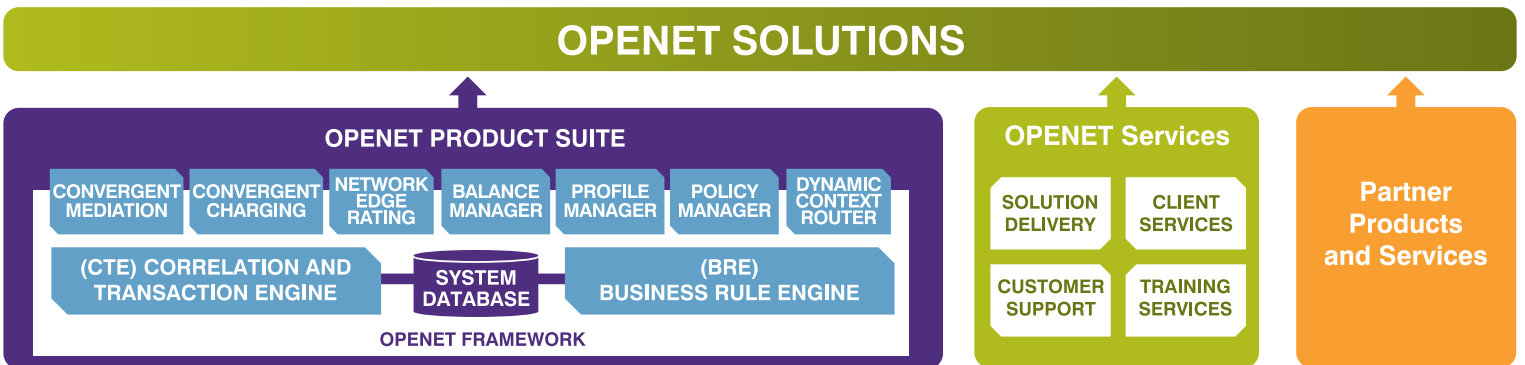 OPENET SOLUTIONS
OPENET PRODUCT SUITE
CONVERGENT
MEDIATION
CONVERGENT
CHARGING
NETWORK
EDGE
RATING
BALANCE
MANAGER
PROFILE
MANAGER
POLICY
MANAGER
DYNAMIC
CONTEXT
ROUTER
(CTE) CORRELATION AND
TRANSACTION ENGINE
SYSTEM
DATABASE
(BRE)
BUSINESS RULE ENGINE
OPENET FRAMEWORK
OPENET Services
SOLUTION
DELIVERY
CLIENT
SERVICES
CUSTOMER
SUPPORT
TRAINING
SERVICES
Partner
Products
and Services